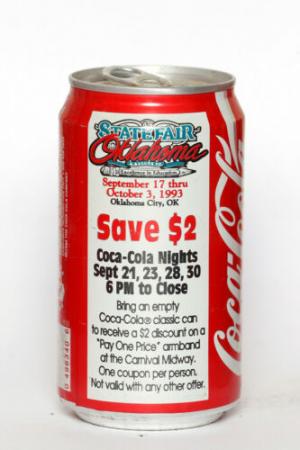 STATE FAIR
Oklahoma
Excellence in Education
September 17 thru
October 3, 1993
Oklahoma City, OK
Save $2
Coca-Cola Nights
Sept 21, 23, 28, 30
6 PM to Close
Bring an empty
Coca-Cola® classic can
to receive a $2 discount on a
"Pay One Price" armband
at the Carnival Midway.
One coupon per person.
Not valid with any other offer.
Coca-Cola